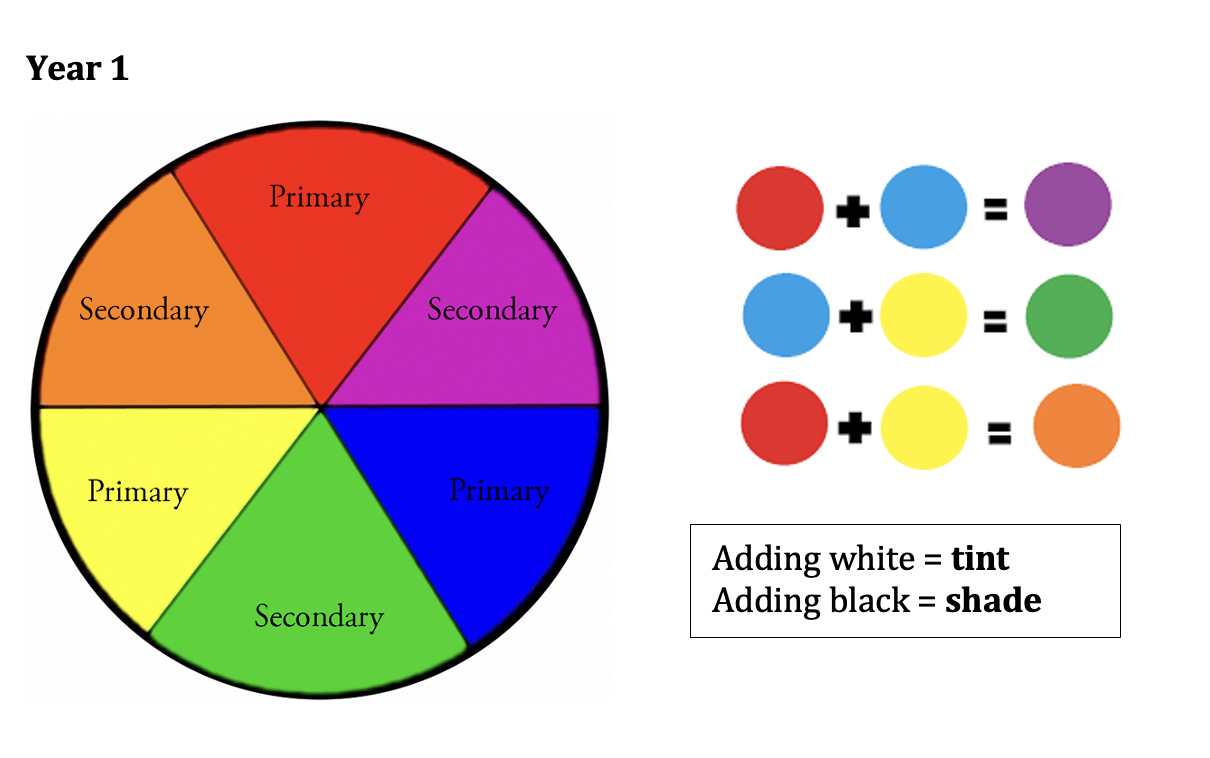 Year 1
Primary
Secondary
Secondary
Primary
Primary
Secondary
+ =
+ =
+ =
Adding white = tint
Adding black = shade